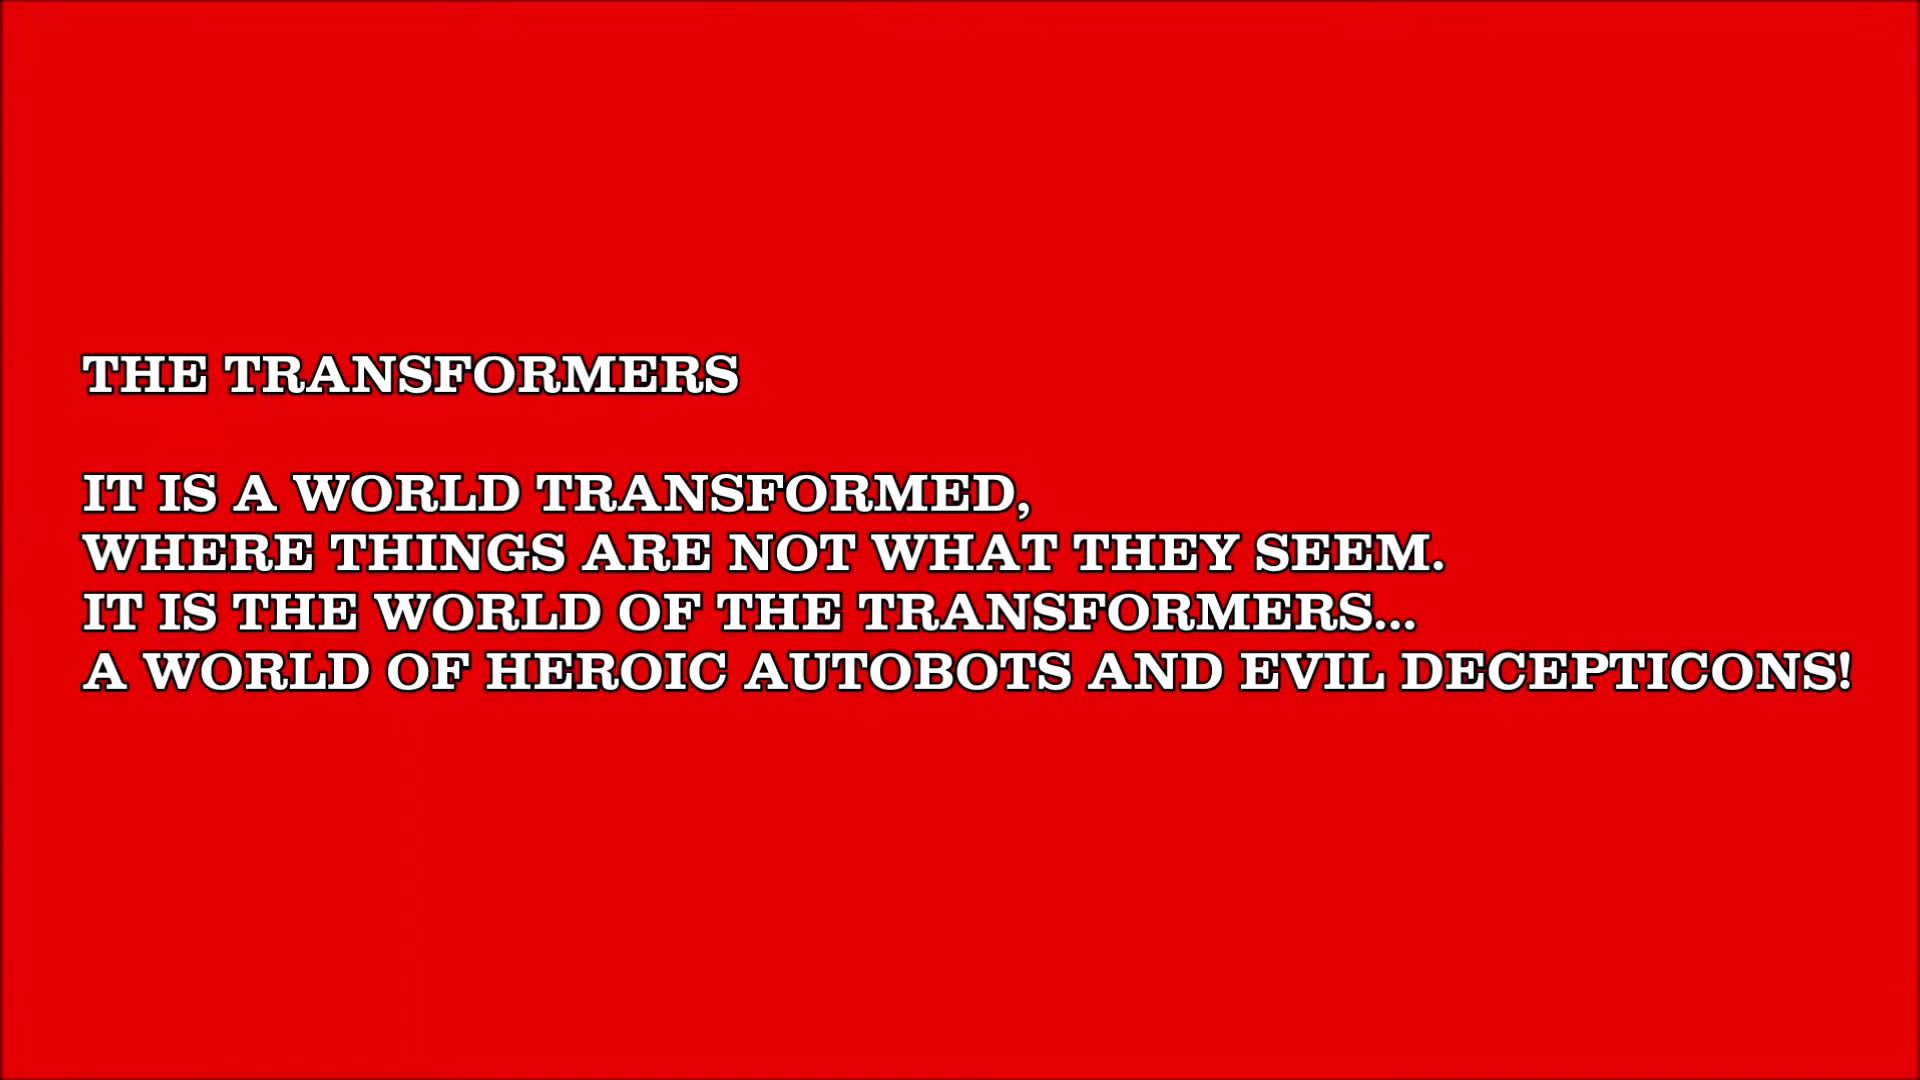 THE TRANSFORMERS
IT IS A WORLD TRANSFORMED,
WHERE THINGS ARE NOT WHAT THEY SEEM.
IT IS THE WORLD OF THE TRANSFORMERS...
A WORLD OF HEROIC AUTOBOTS AND EVIL DECEPTICONS!